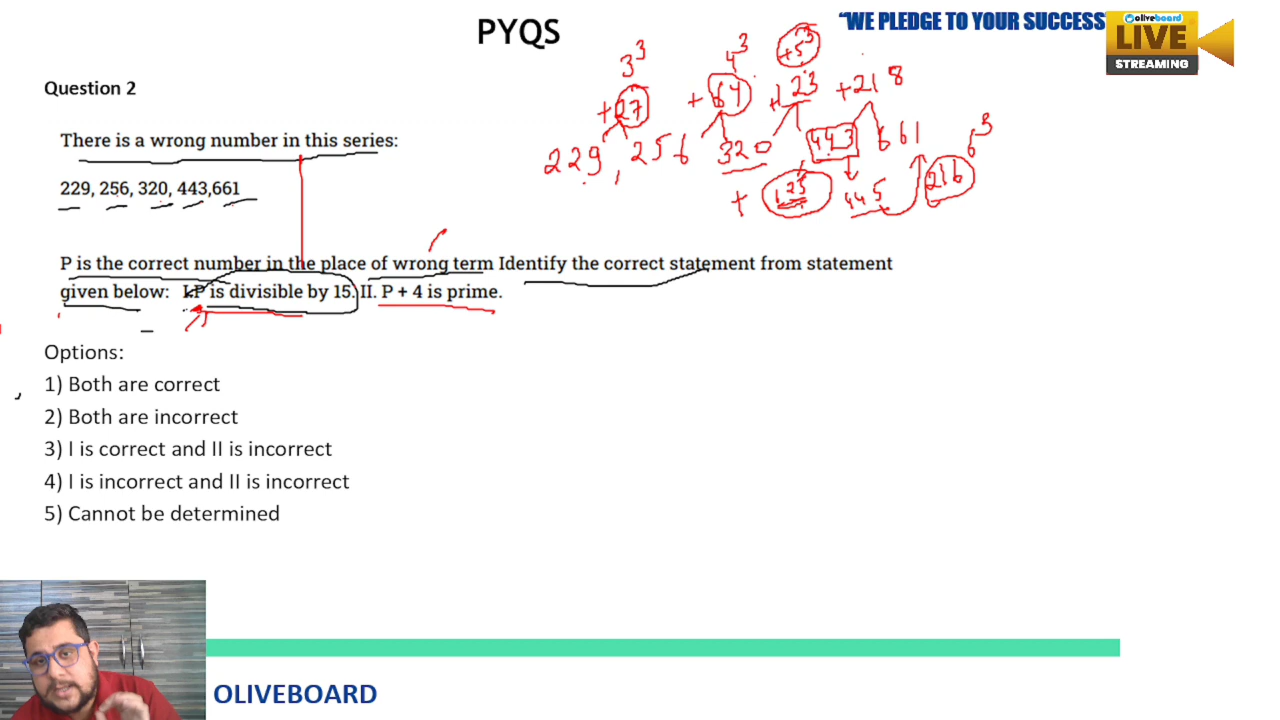 PYQS
“WE PLEDGE TO YOUR SUCCESS
oliveboard
LIVE
STREAMING
3³ 4³ +5³
+27 +64 +123 +218
229, 256 320 443 661 6³
+ 125 445 216
Question 2
There is a wrong number in this series:
229, 256, 320, 443,661
P is the correct number in the place of wrong term Identify the correct statement from statement
given below: I.P is divisible by 15. II. P + 4 is prime.
Options:
1) Both are correct
2) Both are incorrect
3) I is correct and II is incorrect
4) I is incorrect and II is incorrect
5) Cannot be determined
OLIVEBOARD